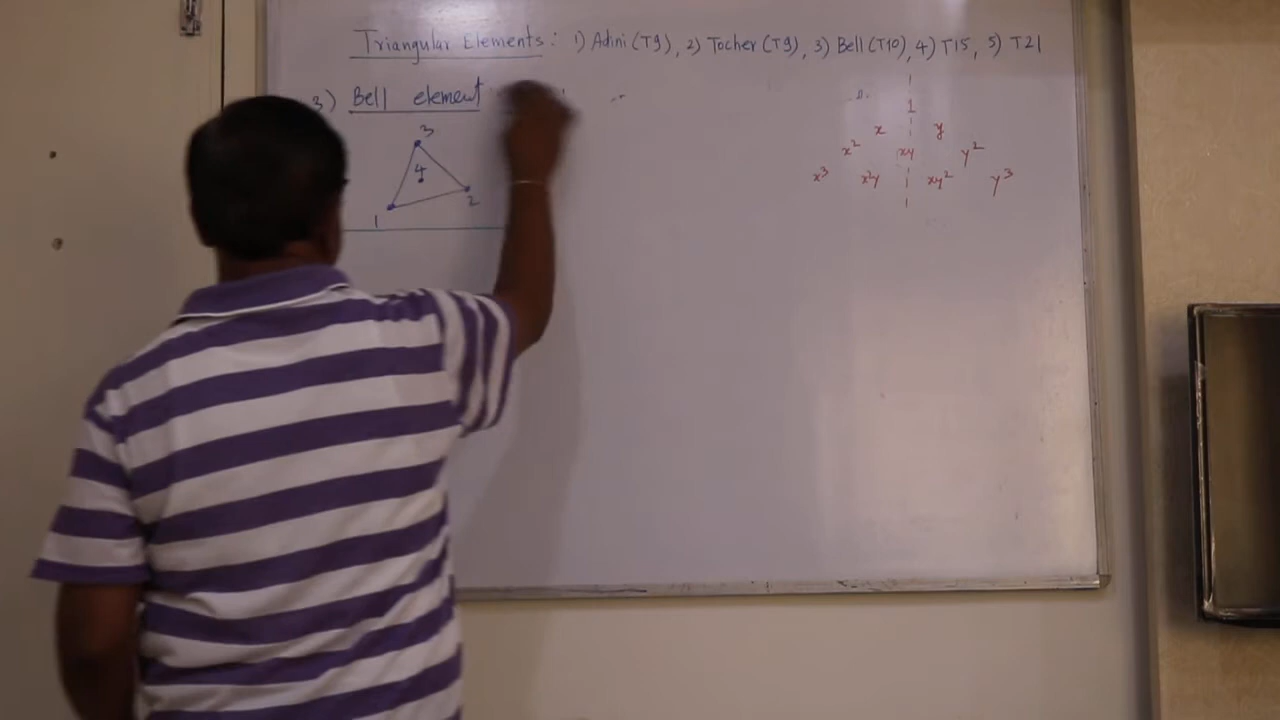 Triangular Elements: 1) Adini (T9), 2) Tocher (T9), 3) Bell (T10), 4) T15, 5) T21
3) Bell element
3
4
2
1
1
x y
x² xy y²
x³ x²y xy² y³